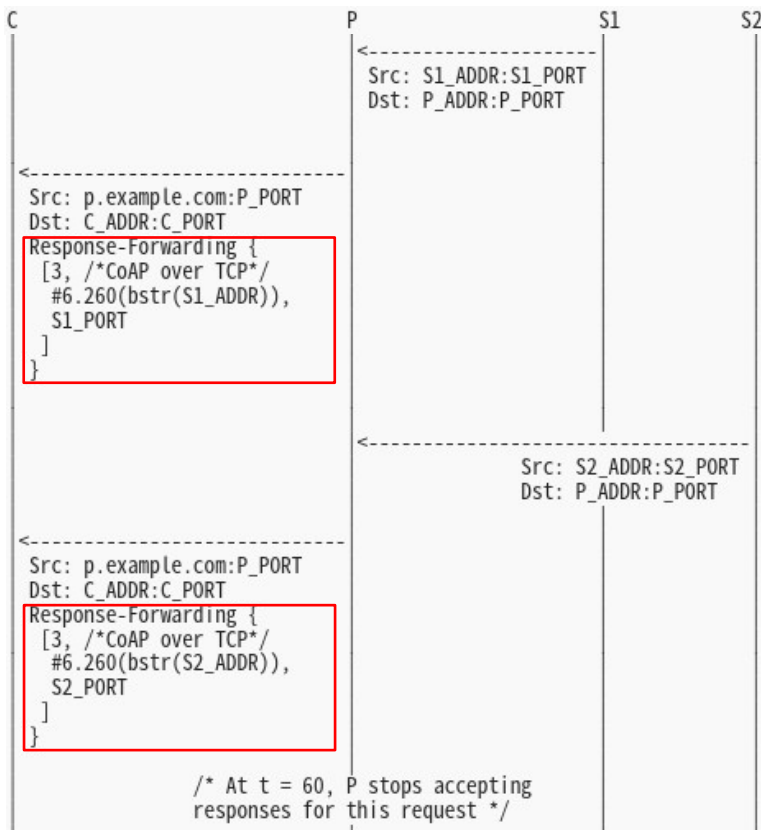 C P S1 S2
Src: S1_ADDR:S1_PORT
Dst: P_ADDR:P_PORT
Src: p.example.com:P_PORT
Dst: C_ADDR:C_PORT
Response-Forwarding {
[3, /*CoAP over TCP*/
#6.260(bstr(S1_ADDR)),
S1_PORT
]
}
Src: S2_ADDR:S2_PORT
Dst: P_ADDR:P_PORT
Src: p.example.com:P_PORT
Dst: C_ADDR:C_PORT
Response-Forwarding {
[3, /*CoAP over TCP*/
#6.260(bstr(S2_ADDR)),
S2_PORT
]
}
/* At t = 60, P stops accepting
responses for this request */